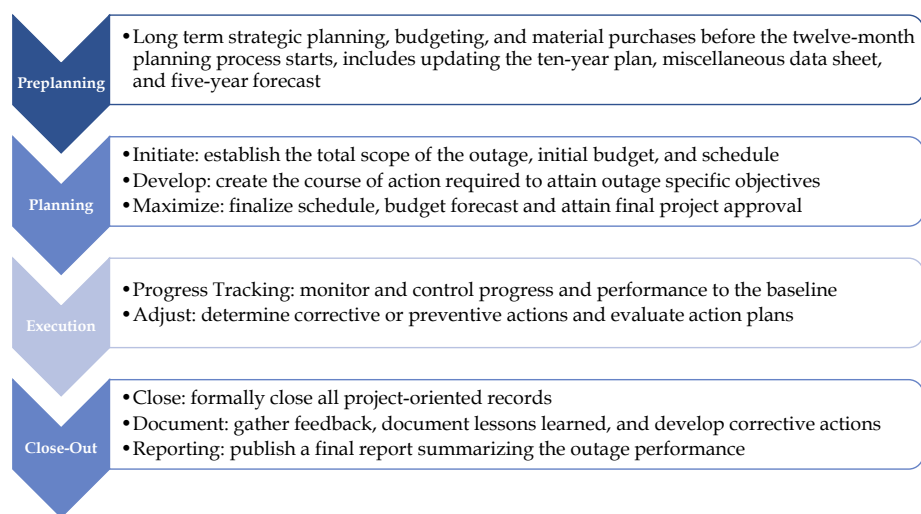 Preplanning
•Long term strategic planning, budgeting, and material purchases before the twelve-month
planning process starts, includes updating the ten-year plan, miscellaneous data sheet,
and five-year forecast
Planning
•Initiate: establish the total scope of the outage, initial budget, and schedule
•Develop: create the course of action required to attain outage specific objectives
•Maximize: finalize schedule, budget forecast and attain final project approval
Execution
•Progress Tracking: monitor and control progress and performance to the baseline
•Adjust: determine corrective or preventive actions and evaluate action plans
Close-Out
•Close: formally close all project-oriented records
•Document: gather feedback, document lessons learned, and develop corrective actions
•Reporting: publish a final report summarizing the outage performance